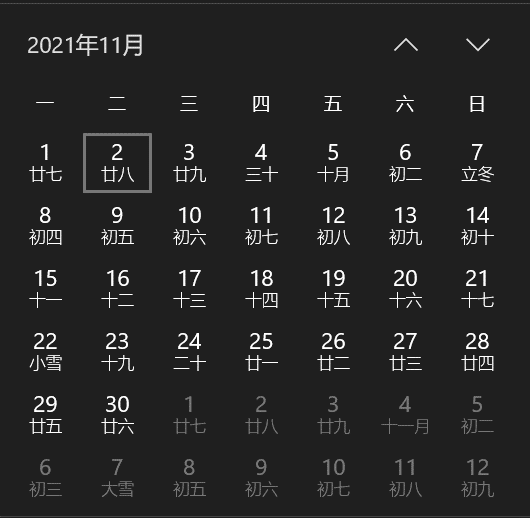 2021年11月
一 二 三 四 五 六 日
1 2 3 4 5 6 7
廿七 廿八 廿九 三十 十月 初二 立冬
8 9 10 11 12 13 14
初四 初五 初六 初七 初八 初九 初十
15 16 17 18 19 20 21
十一 十二 十三 十四 十五 十六 十七
22 23 24 25 26 27 28
小雪 十九 二十 廿一 廿二 廿三 廿四
29 30 1 2 3 4 5
廿五 廿六 廿七 廿八 廿九 十一月 初二
6 7 8 9 10 11 12
初三 大雪 初五 初六 初七 初八 初九